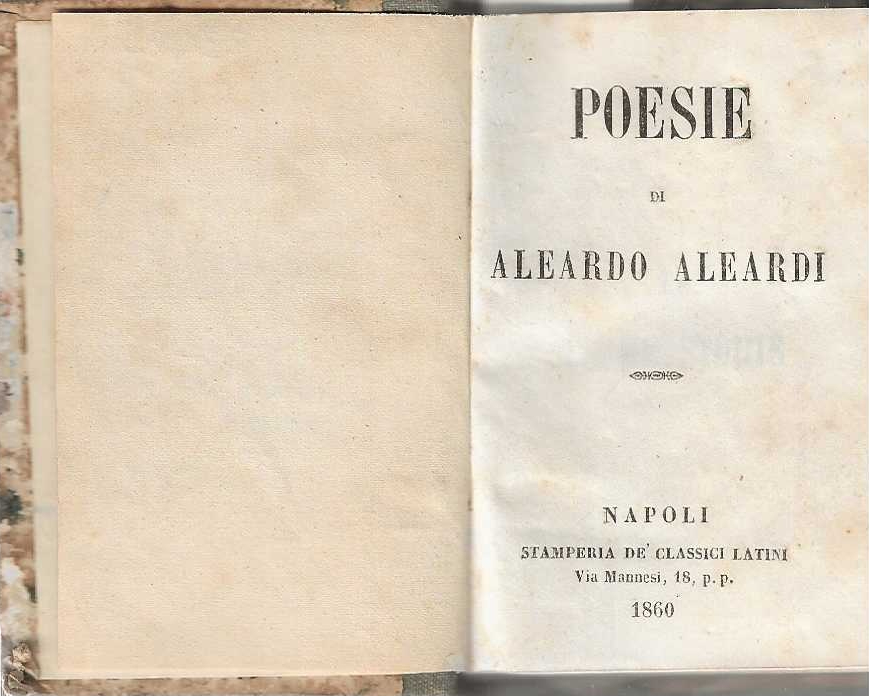 POESIE
DI
ALEARDO ALEARDI
NAPOLI
STAMPERIA DE' CLASSICI LATINI
Via Mannesi, 18, p. p.
1860